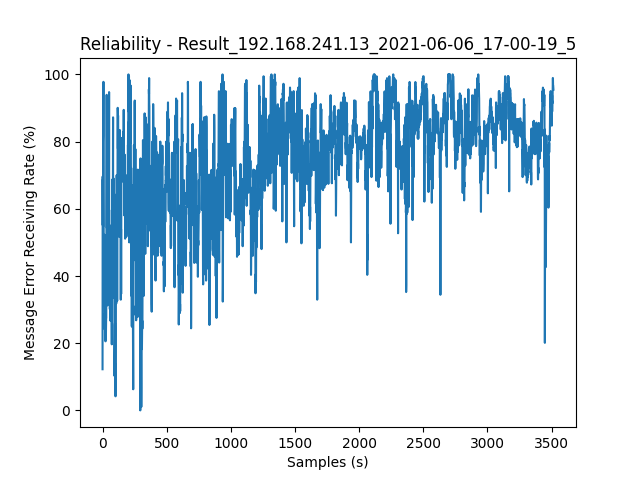 Reliability - Result_192.168.241.13_2021-06-06_17-00-19_5
100
80
60
40
20
0
Message Error Receiving Rate (%)
0 500 1000 1500 2000 2500 3000 3500
Samples (s)